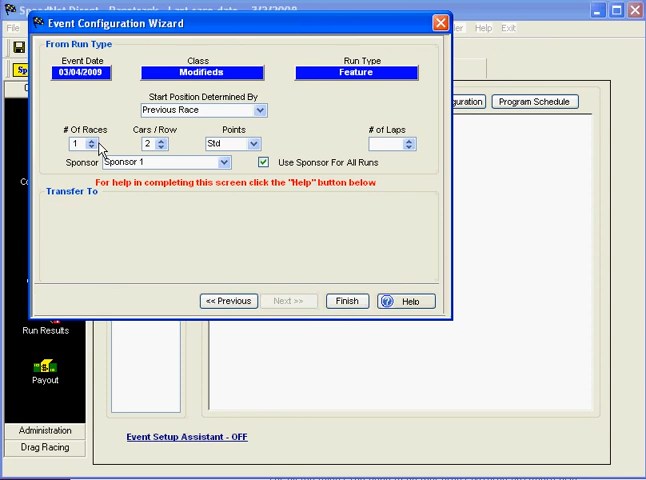 Event Configuration Wizard
File
Help Exit
From Run Type
Event Date Class Run Type
03/04/2009 Modifieds Feature
Start Position Determined By
Previous Race
# Of Races Cars / Row Points # of Laps
1 2 Std
Sponsor Sponsor 1 Use Sponsor For All Runs
For help in completing this screen click the "Help" button below
Transfer To
<< Previous Next >> Finish Help
Program Schedule
Run Results
Payout
Administration
Drag Racing
Event Setup Assistant - OFF